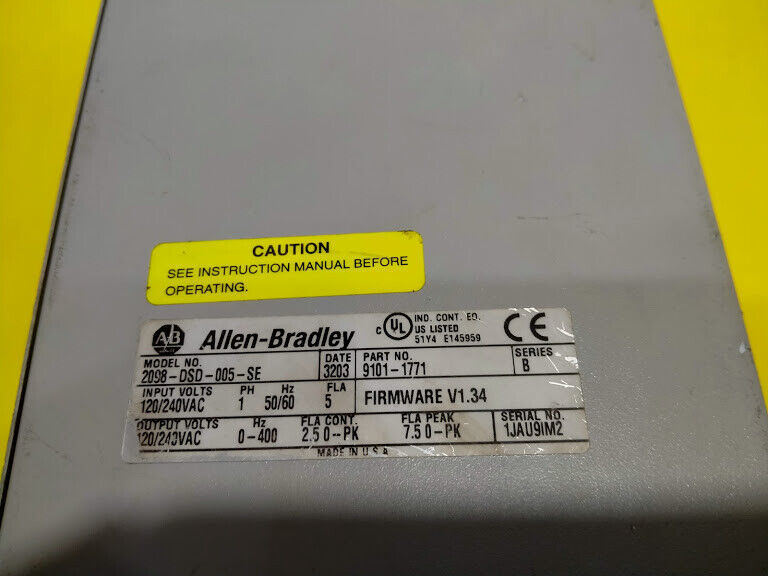 CAUTION
SEE INSTRUCTION MANUAL BEFORE
OPERATING.
AB Allen-Bradley
C UL IND. CONT. EQ.
US LISTED
51Y4 E145959
CE
MODEL NO. DATE PART NO. SERIES
2098-DSD-005-SE 3203 9101-1771 B
INPUT VOLTS PH Hz FLA
120/240VAC 1 50/60 5 FIRMWARE V1.34
OUTPUT VOLTS Hz FLA CONT. FLA PEAK SERIAL NO.
120/240VAC 0-400 2.5 0-PK 7.5 0-PK 1JAU9IM2
MADE IN U.S.A.